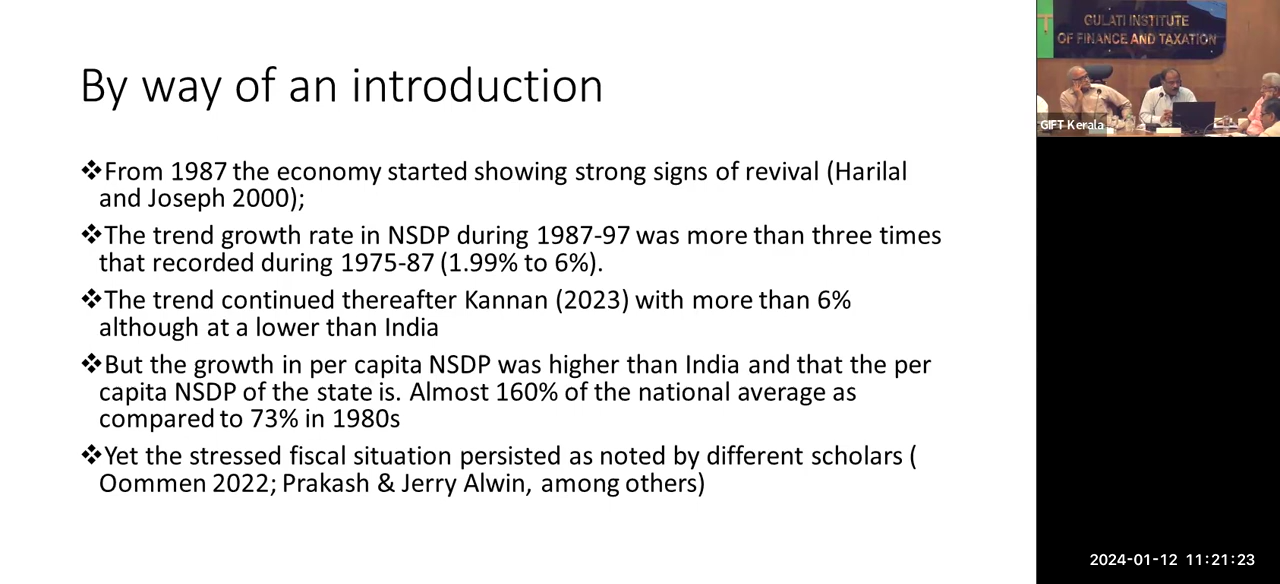 By way of an introduction
❖From 1987 the economy started showing strong signs of revival (Harilal
and Joseph 2000);
❖The trend growth rate in NSDP during 1987-97 was more than three times
that recorded during 1975-87 (1.99% to 6%).
❖The trend continued thereafter Kannan (2023) with more than 6%
although at a lower than India
❖But the growth in per capita NSDP was higher than India and that the per
capita NSDP of the state is. Almost 160% of the national average as
compared to 73% in 1980s
❖Yet the stressed fiscal situation persisted as noted by different scholars (
Oommen 2022; Prakash & Jerry Alwin, among others)
T
GULATI INSTITUTE
OF FINANCE AND TAXATION
GIFT Kerala
2024-01-12 11:21:23